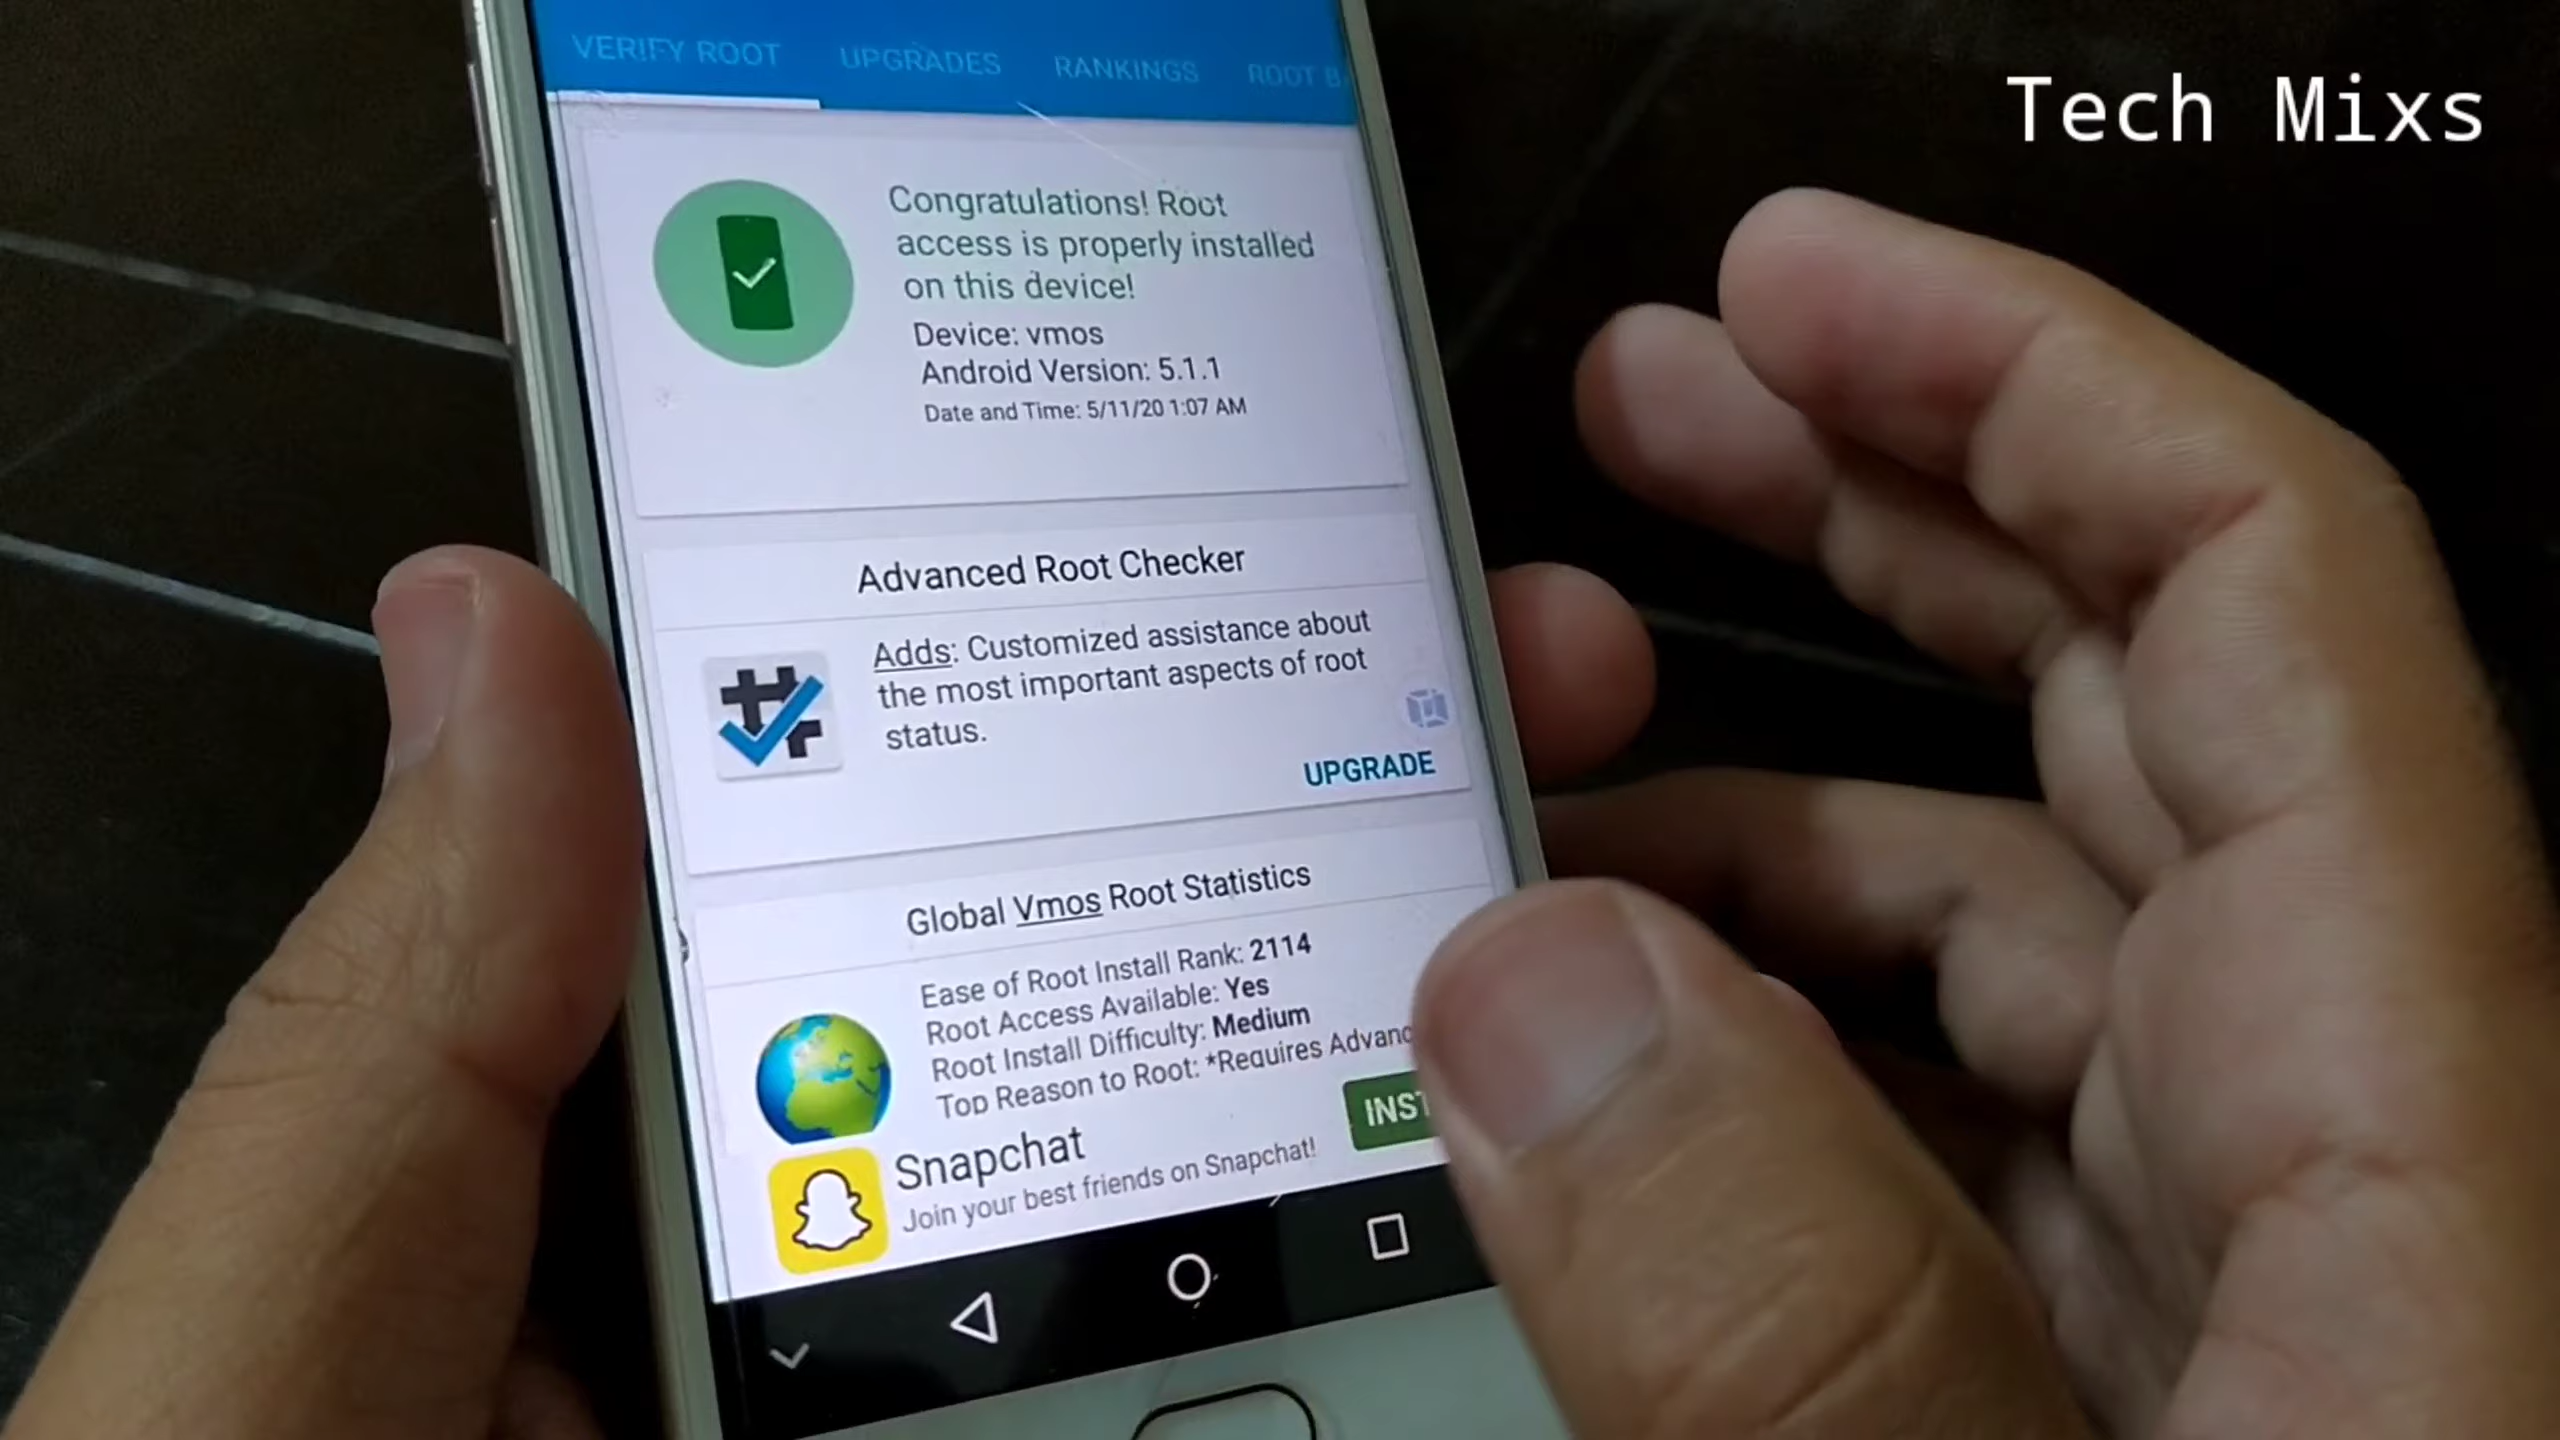 Tech Mixs
VERIFY ROOT UPGRADES RANKINGS ROOT B
Congratulations! Root
access is properly installed
on this device!
Device: vmos
Android Version: 5.1.1
Date and Time: 5/11/20 1:07 AM
Advanced Root Checker
Adds: Customized assistance about
the most important aspects of root
status.
UPGRADE
Global Vmos Root Statistics
Ease of Root Install Rank: 2114
Root Access Available: Yes
Root Install Difficulty: Medium
Top Reason to Root: *Requires Advanc
INST
Snapchat
Join your best friends on Snapchat!